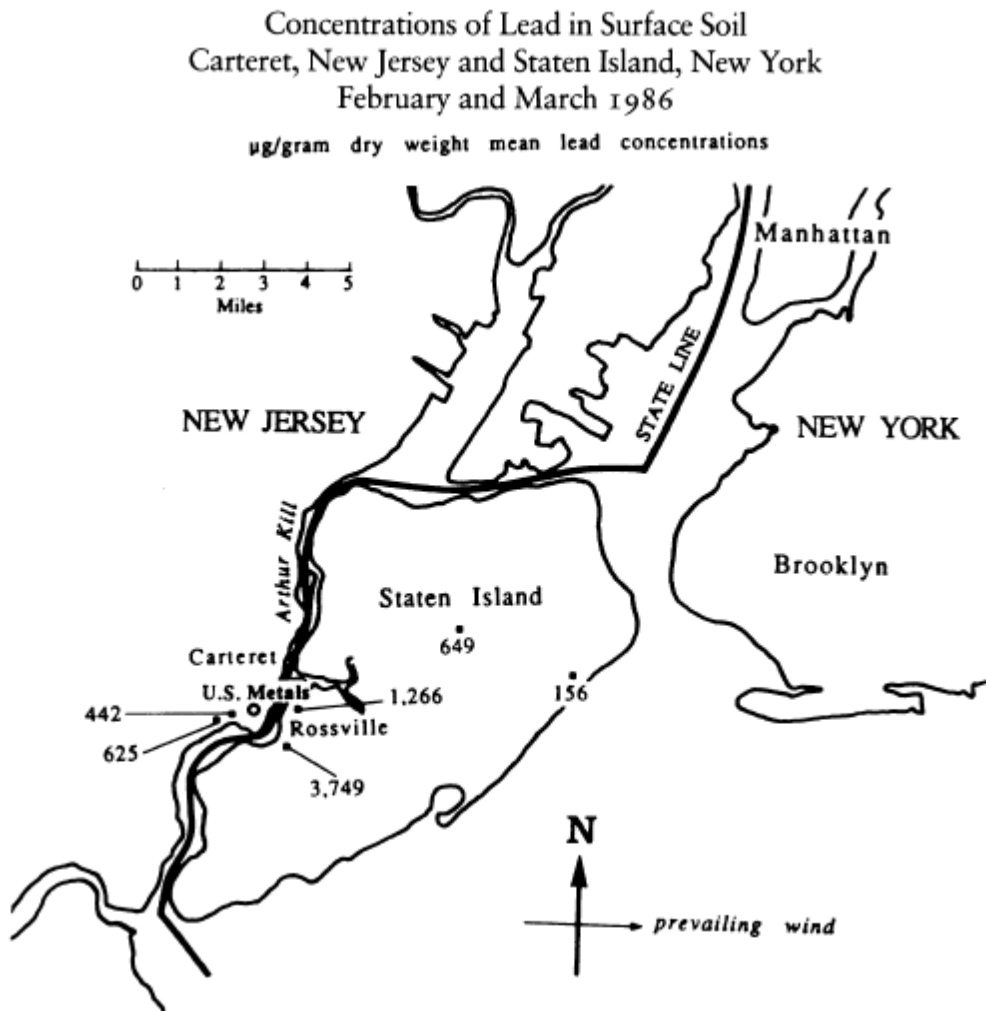 Concentrations of Lead in Surface Soil
Carteret, New Jersey and Staten Island, New York
February and March 1986
µg/gram dry weight mean lead concentrations
Manhattan
0 1 2 3 4 5
Miles
STATE LINE
NEW JERSEY
NEW YORK
Arthur Kill
Brooklyn
Staten Island
649
Carteret
156
U.S. Metals
1,266
442
Rossville
625
3,749
N
prevailing wind